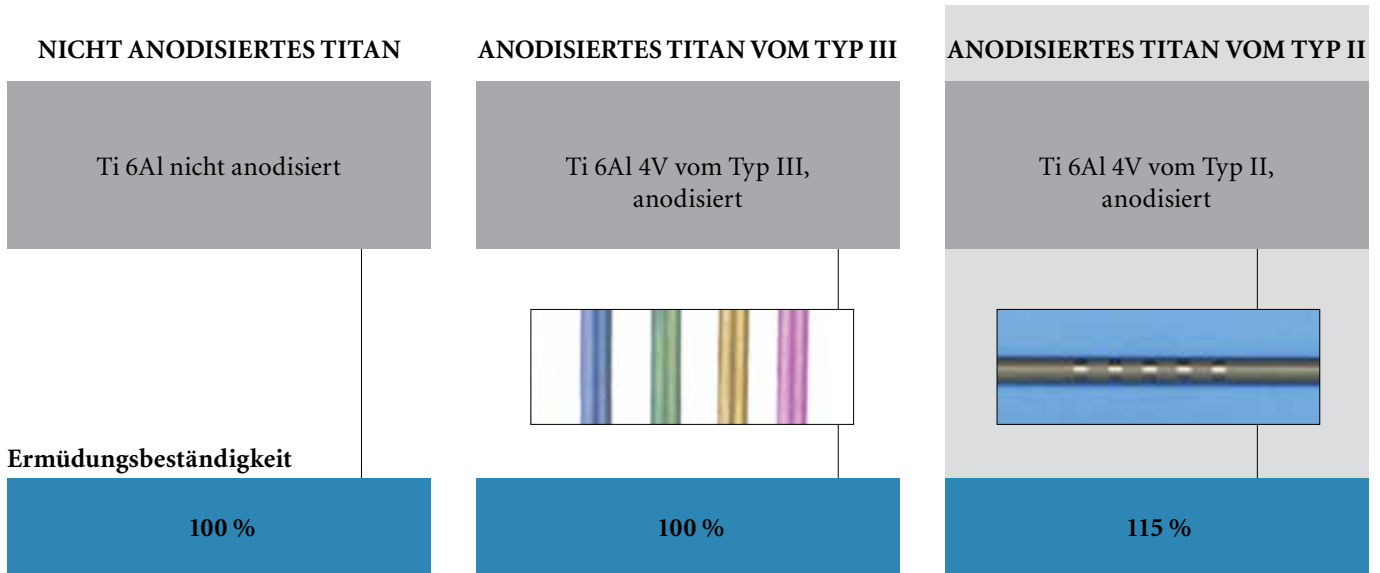 NICHT ANODISIERTES TITAN
Ti 6Al nicht anodisiert
ANODISIERTES TITAN VOM TYP III
Ti 6Al 4V vom Typ III,
anodisiert
ANODISIERTES TITAN VOM TYP II
Ti 6Al 4V vom Typ II,
anodisiert
Ermüdungsbeständigkeit
100 %
100 %
115 %